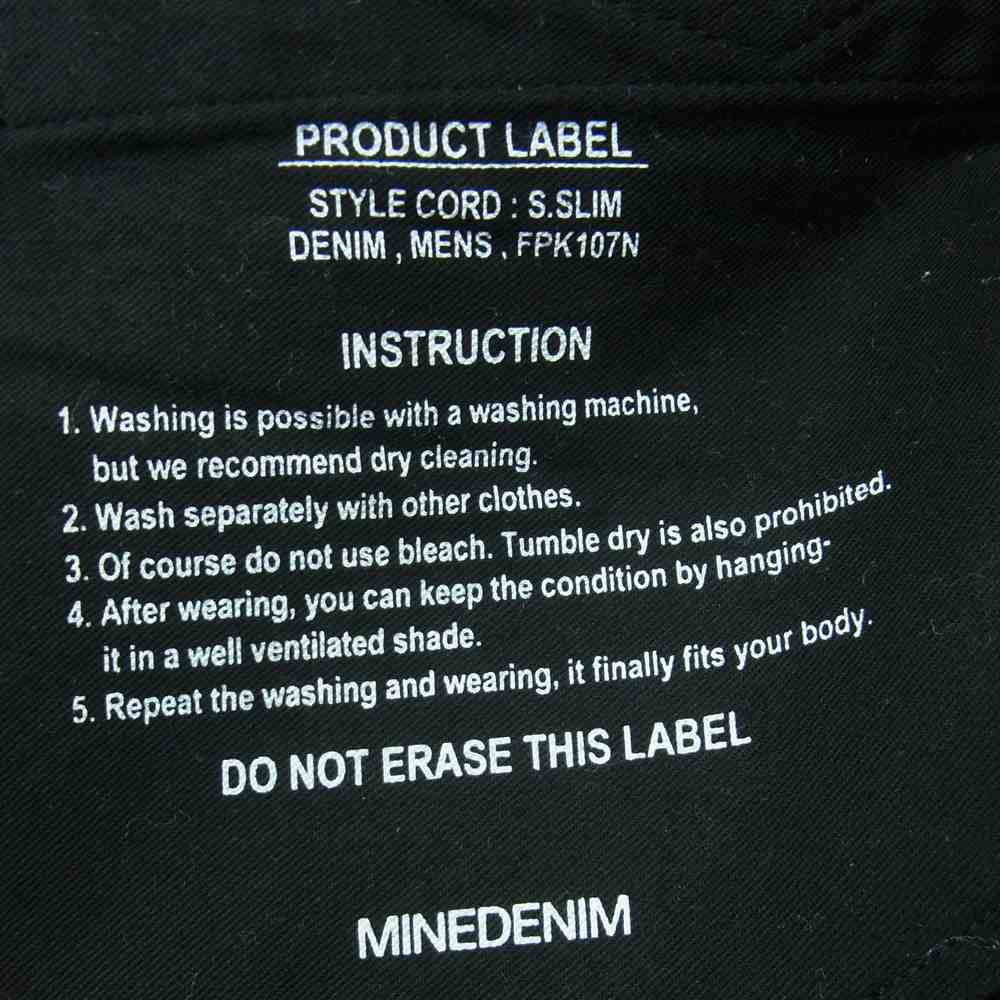 PRODUCT LABEL
STYLE CORD : S.SLIM
DENIM , MENS , FPK107N
INSTRUCTION
1. Washing is possible with a washing machine,
but we recommend dry cleaning.
2. Wash separately with other clothes.
3. Of course do not use bleach. Tumble dry is also prohibited.
4. After wearing, you can keep the condition by hanging-
it in a well ventilated shade.
5. Repeat the washing and wearing, it finally fits your body.
DO NOT ERASE THIS LABEL
MINEDENIM